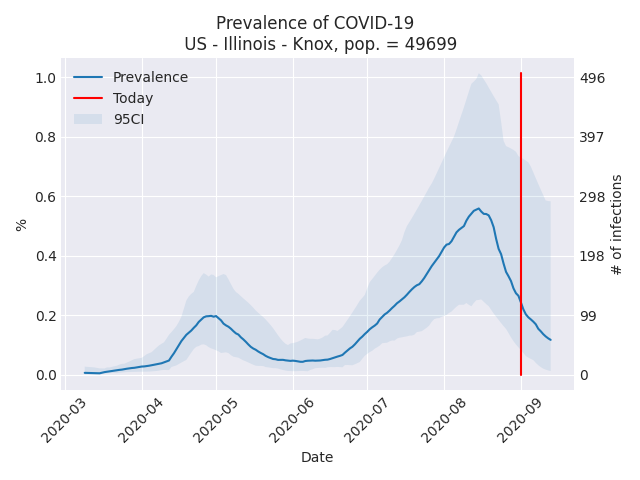 Prevalence of COVID-19
US - Illinois - Knox, pop. = 49699
Prevalence
Today
95CI
1.0
0.8
0.6
0.4
0.2
0.0
%
496
397
298
198
99
0
# of infections
2020-03
2020-04
2020-05
2020-06
2020-07
2020-08
2020-09
Date